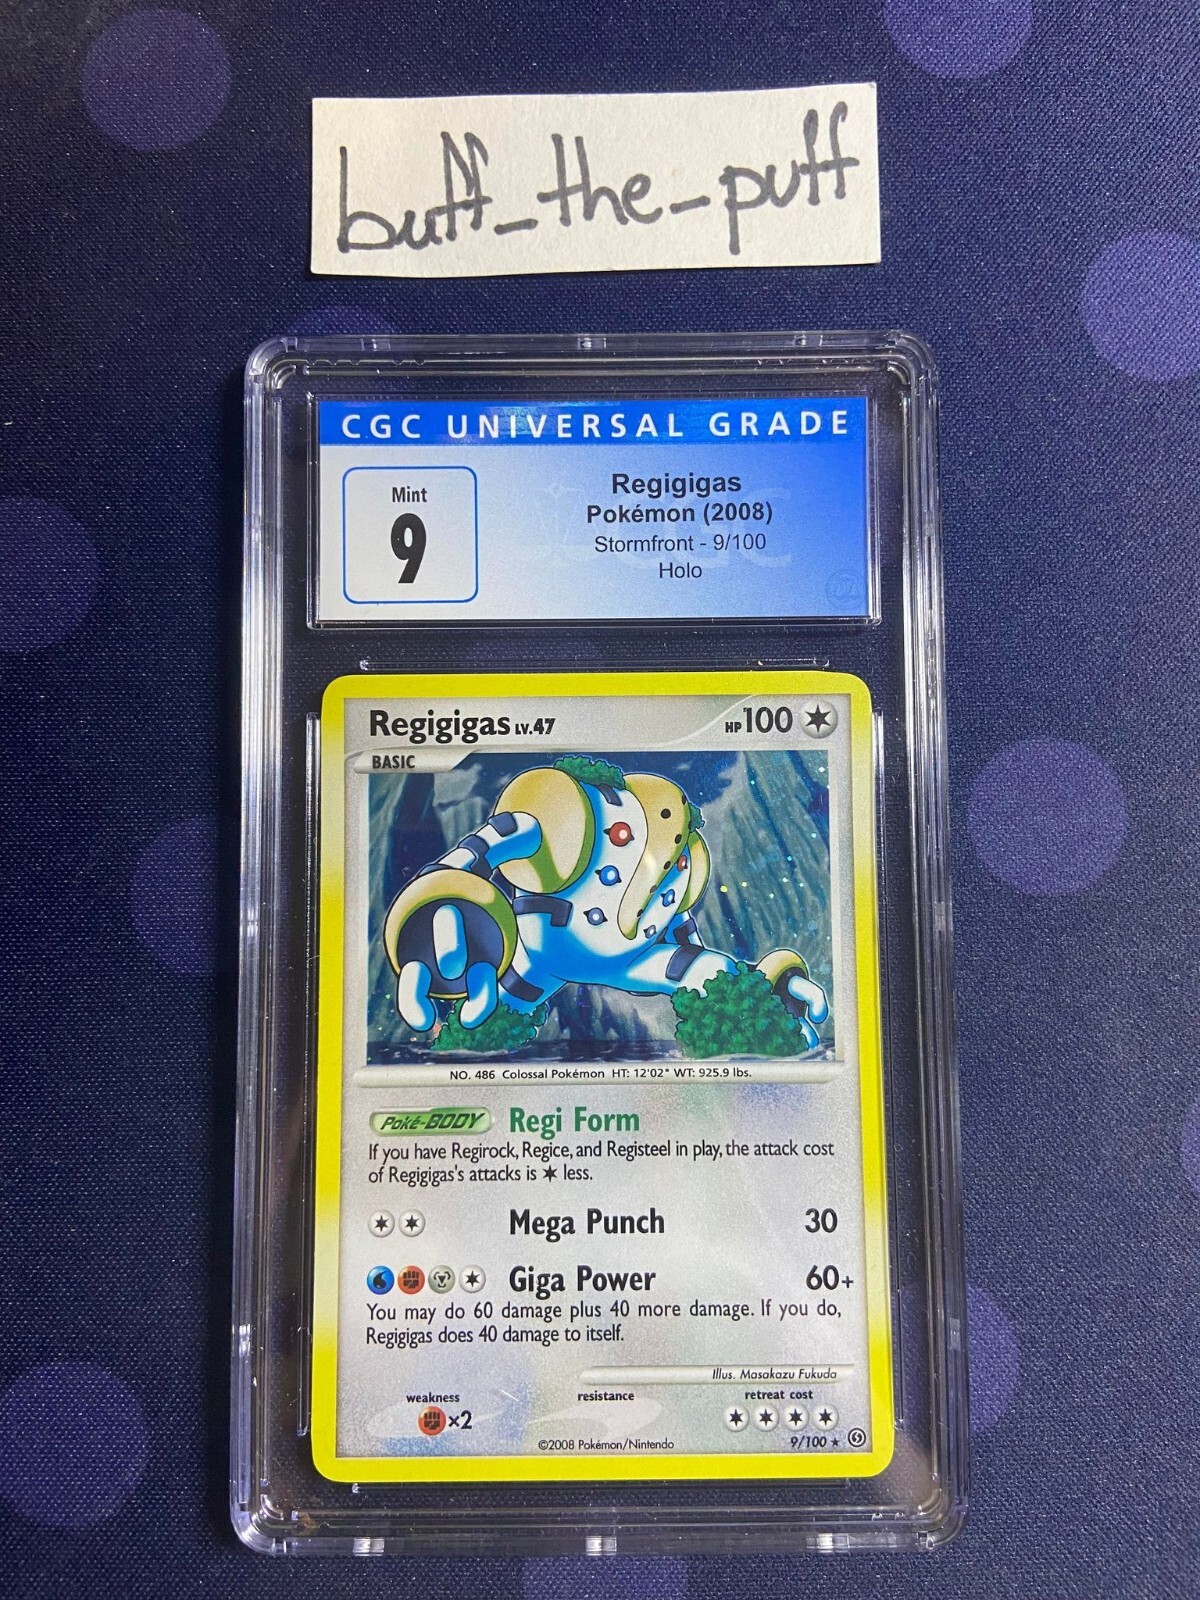 buff_the_puff
CGC UNIVERSAL GRADE
Mint
9
Regigigas
Pokémon (2008)
Stormfront - 9/100
Holo
Regigigas LV.47
HP 100
BASIC
NO. 486 Colossal Pokémon HT: 12'02" WT: 925.9 lbs.
Poké-BODY Regi Form
If you have Regirock, Regice, and Registeel in play, the attack cost
of Regigigas's attacks is ✶ less.
Mega Punch 30
Giga Power 60+
You may do 60 damage plus 40 more damage. If you do,
Regigigas does 40 damage to itself.
Illus. Masakazu Fukuda
weakness resistance retreat cost
×2
©2008 Pokémon/Nintendo 9/100 ★